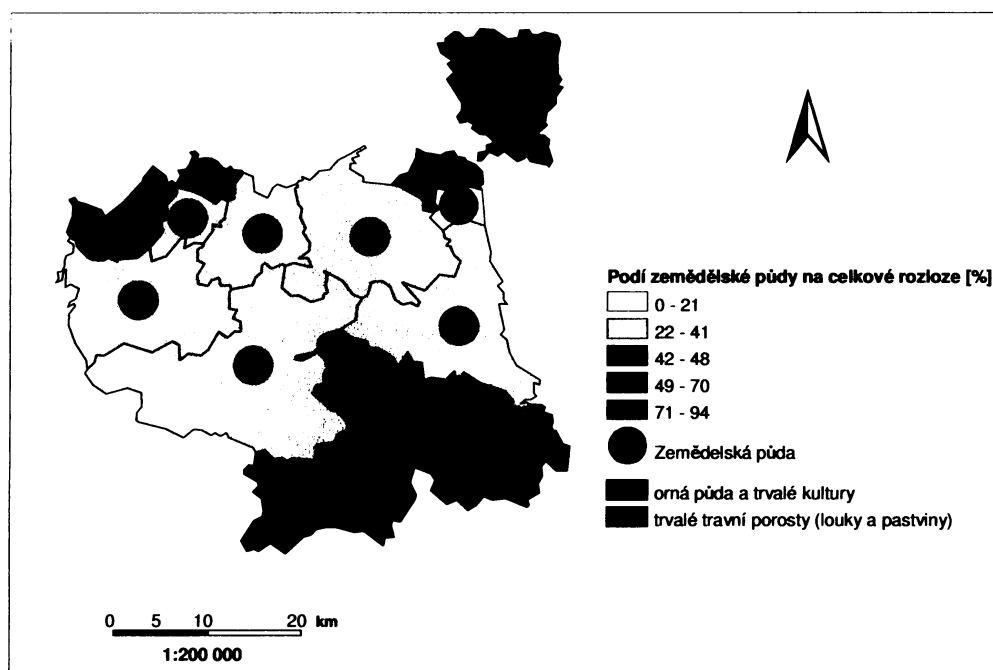 Podí zemědělské půdy na celkové rozloze [%]
0 - 21
22 - 41
42 - 48
49 - 70
71 - 94
Zemědelská půda
orná půda a trvalé kultury
trvalé travní porosty (louky a pastviny)
0 5 10 20 km
1:200 000